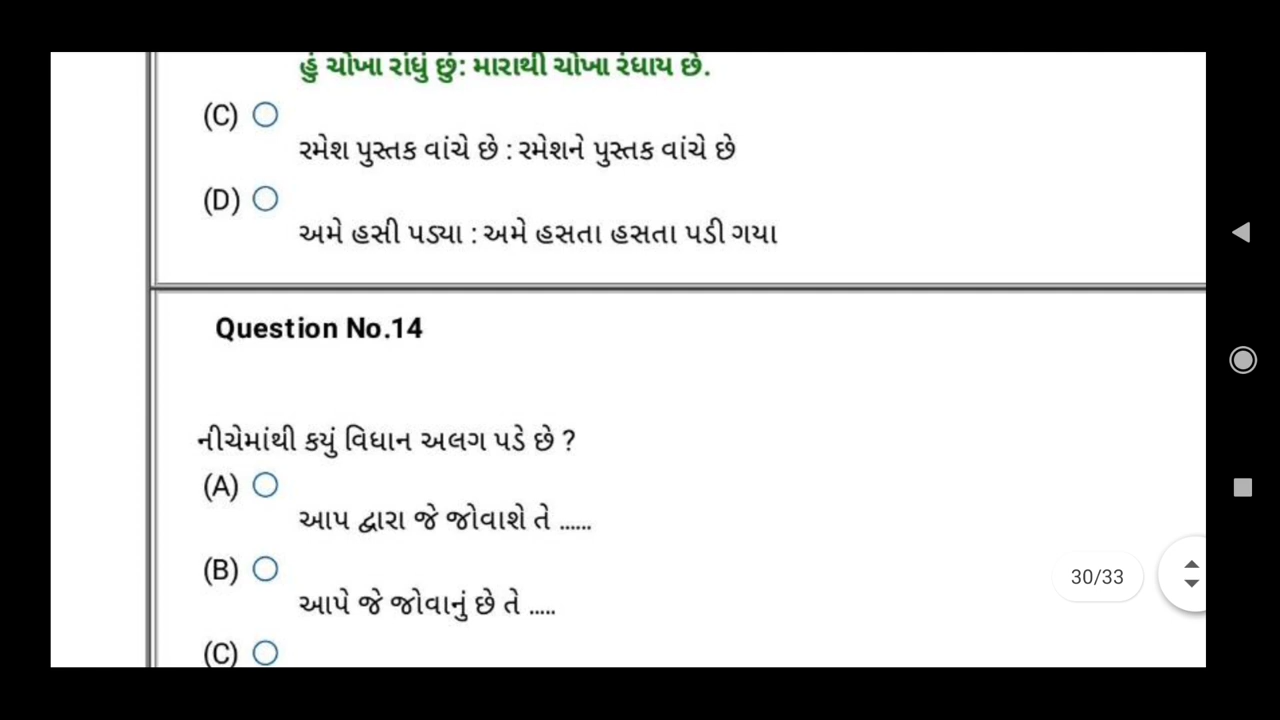 હું ચોખા રાંધું છું: મારાથી ચોખા રંધાય છે.
(C)
રમેશ પુસ્તક વાંચે છે : રમેશને પુસ્તક વાંચે છે
(D)
અમે હસી પડ્યા : અમે હસતા હસતા પડી ગયા
Question No.14
નીચેમાંથી કયું વિધાન અલગ પડે છે ?
(A)
આપ દ્વારા જે જોવાશે તે ......
(B)
આપે જે જોવાનું છે તે .....
30/33
(C)